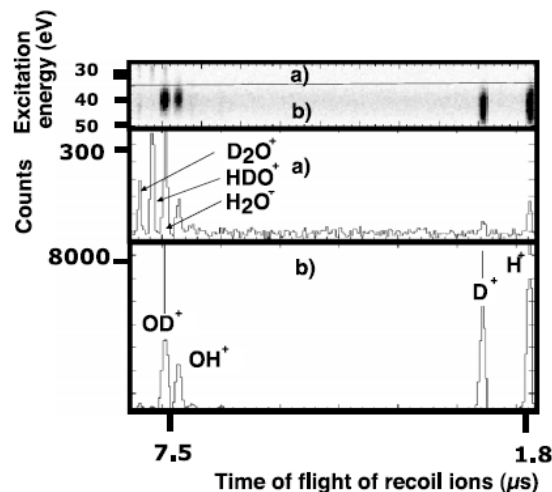 Excitation
energy (eV)
30
40
50
a)
b)
Counts
300
D₂O⁺
HDO⁺
H₂O⁺
a)
8000
b)
OD⁺
OH⁺
D⁺
H⁺
7.5
1.8
Time of flight of recoil ions (μs)